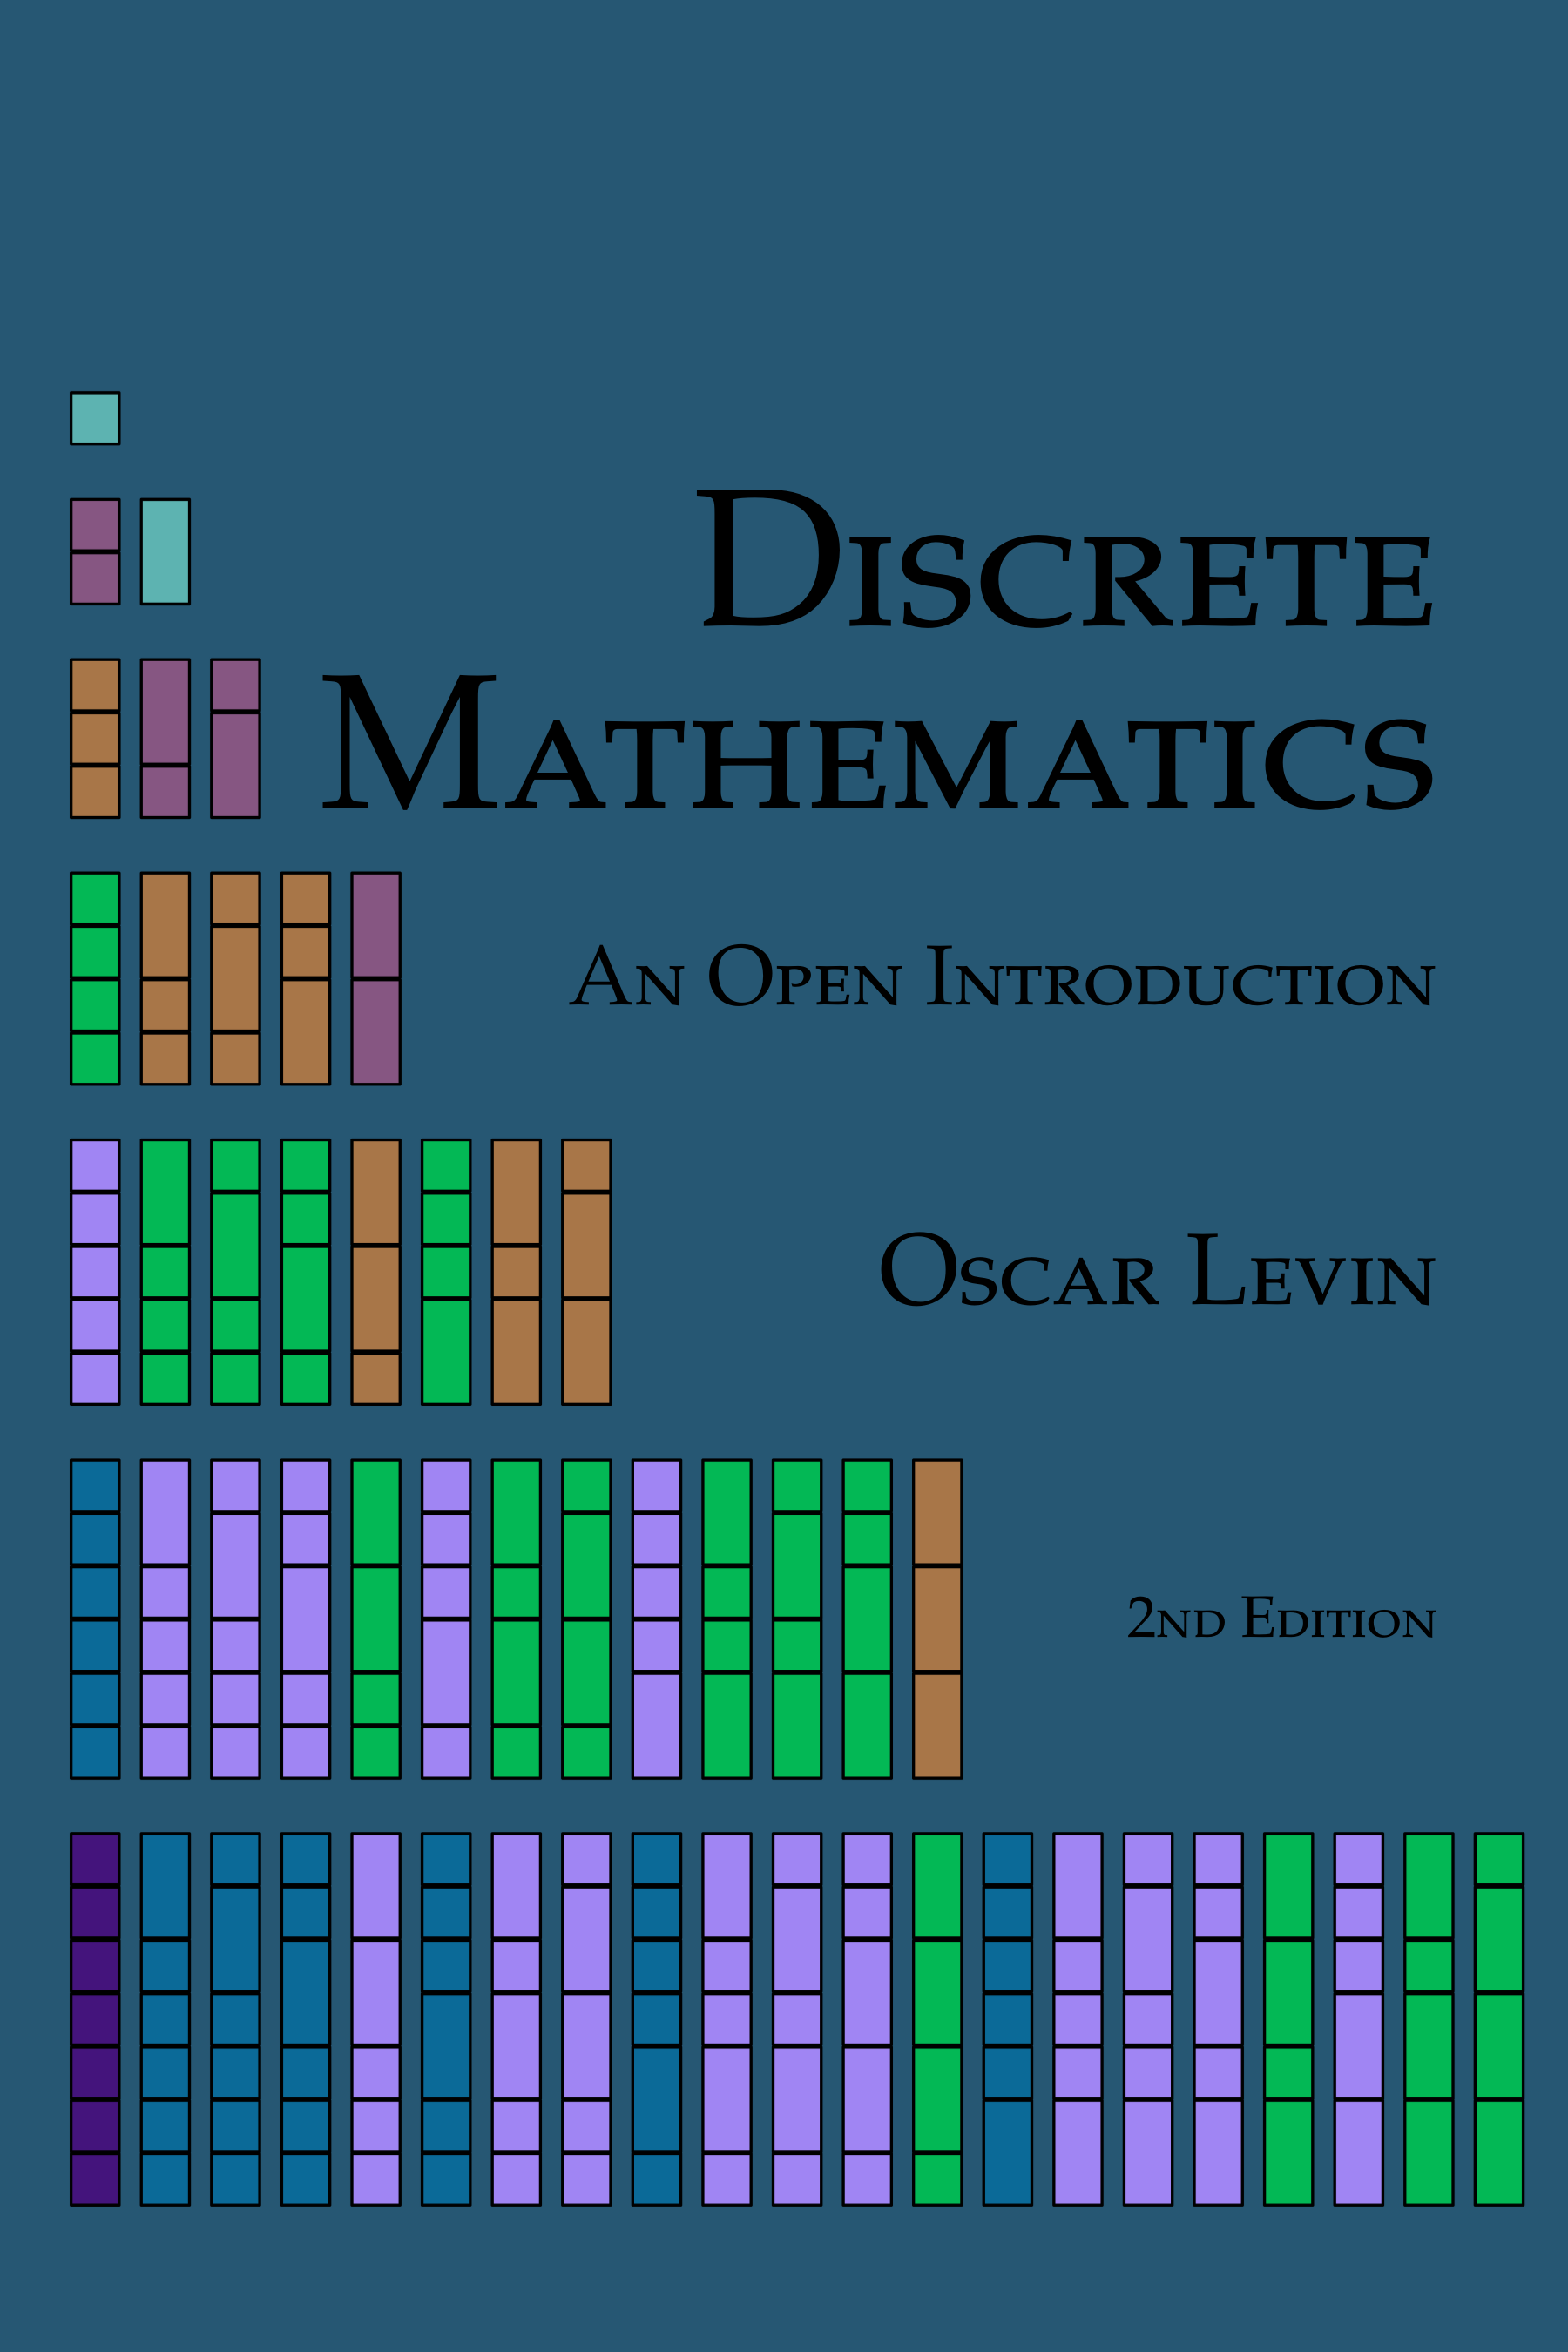 Discrete
Mathematics
An Open Introduction
Oscar Levin
2nd Edition